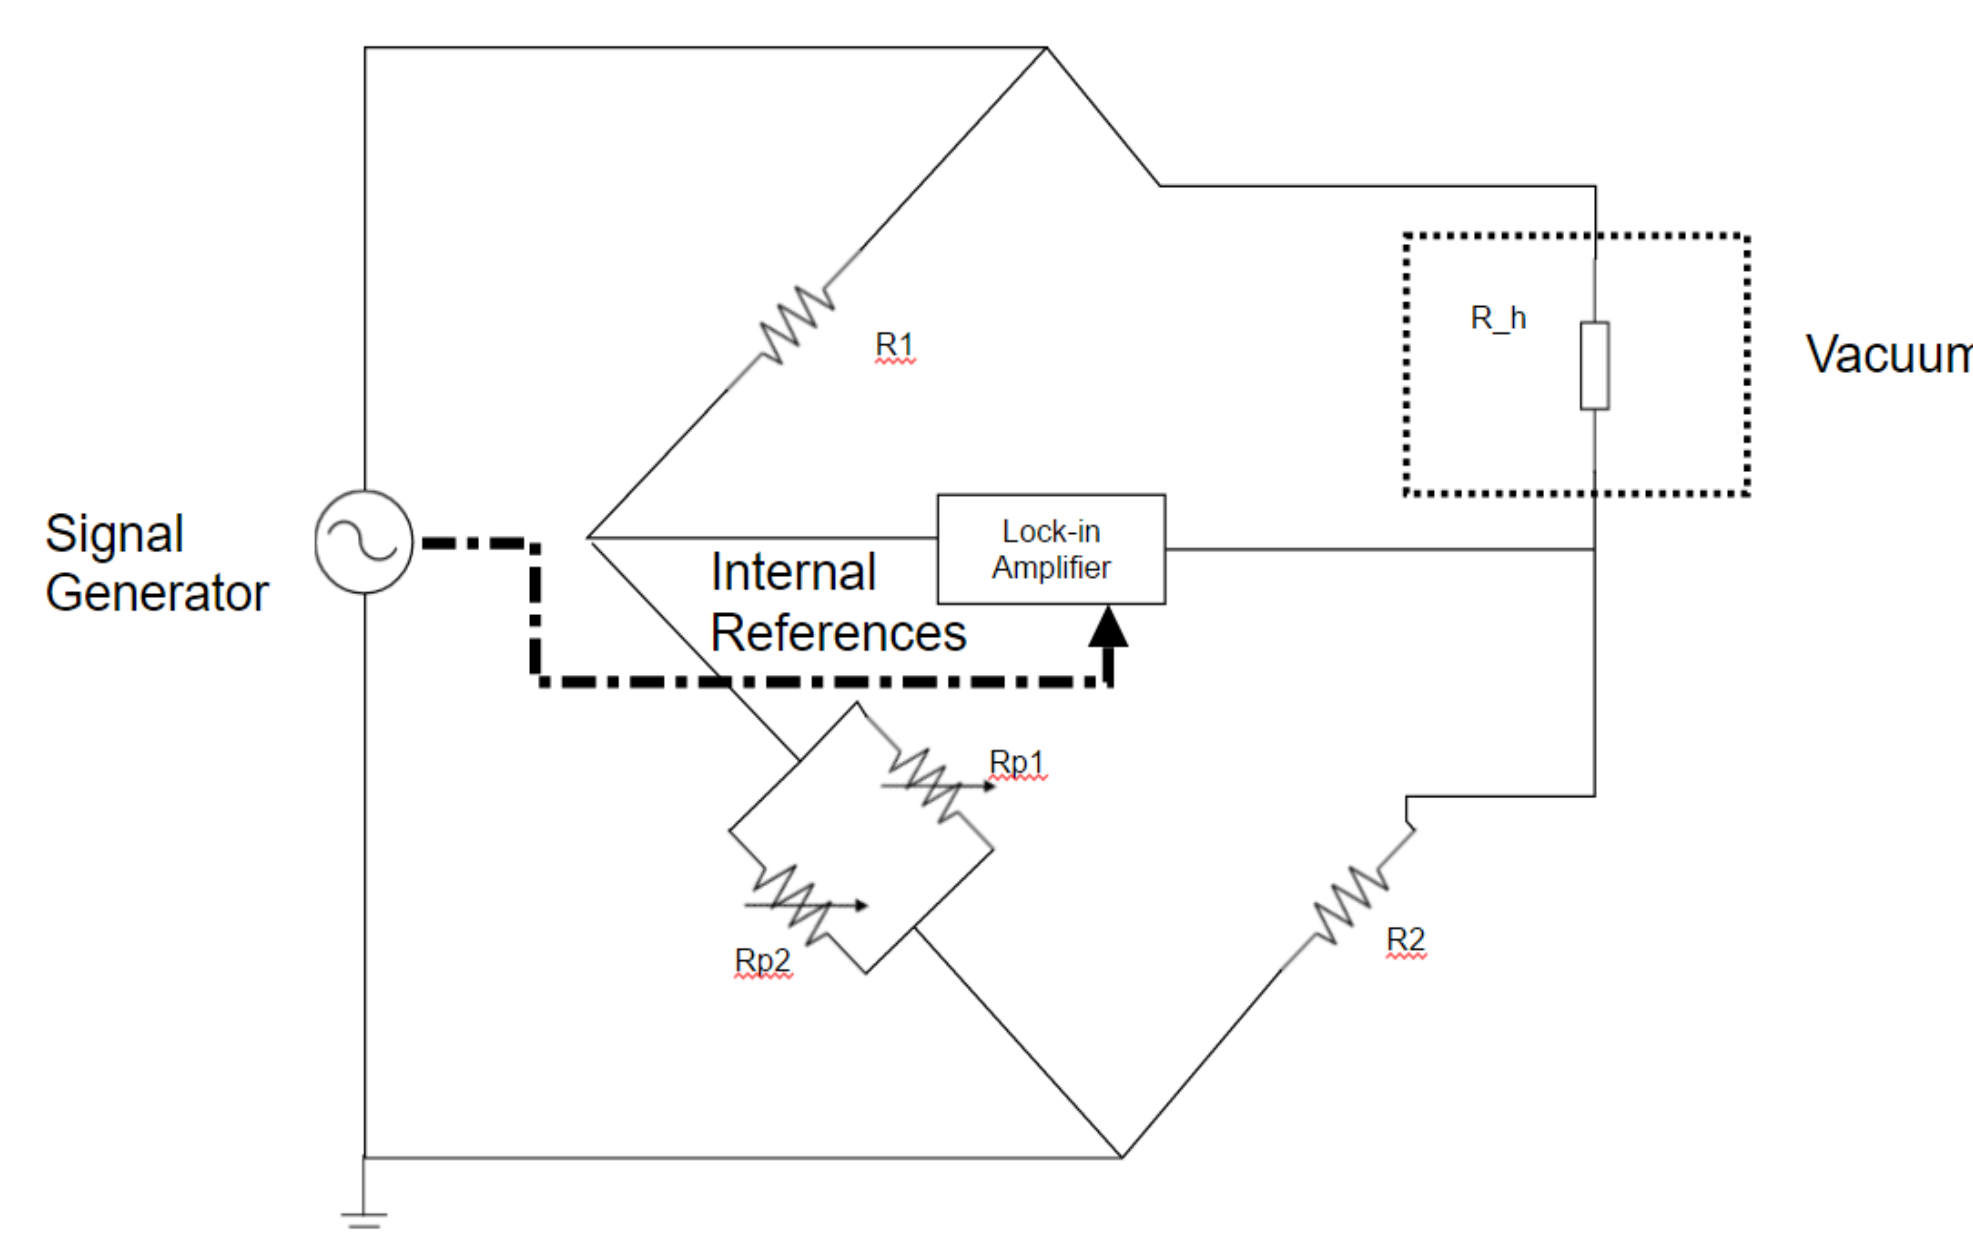 R_h
R1
Vacuum
Signal
Generator
Lock-in
Amplifier
Internal
References
Rp1
R2
Rp2